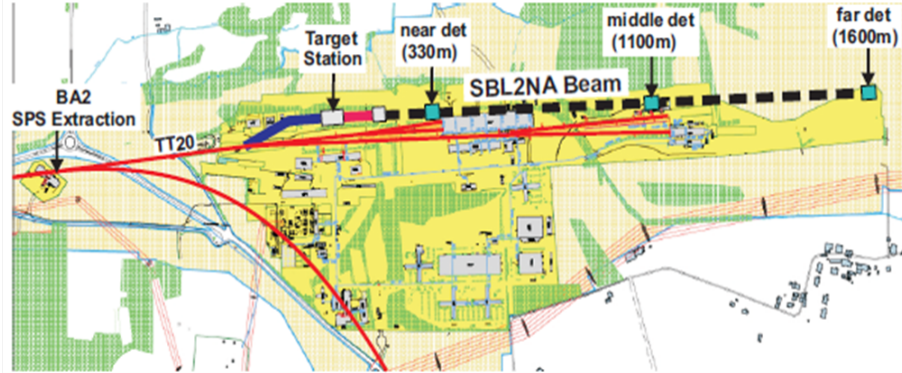 Target
Station
near det
(330m)
middle det
(1100m)
far det
(1600m)
SBL2NA Beam
BA2
SPS Extraction
TT20